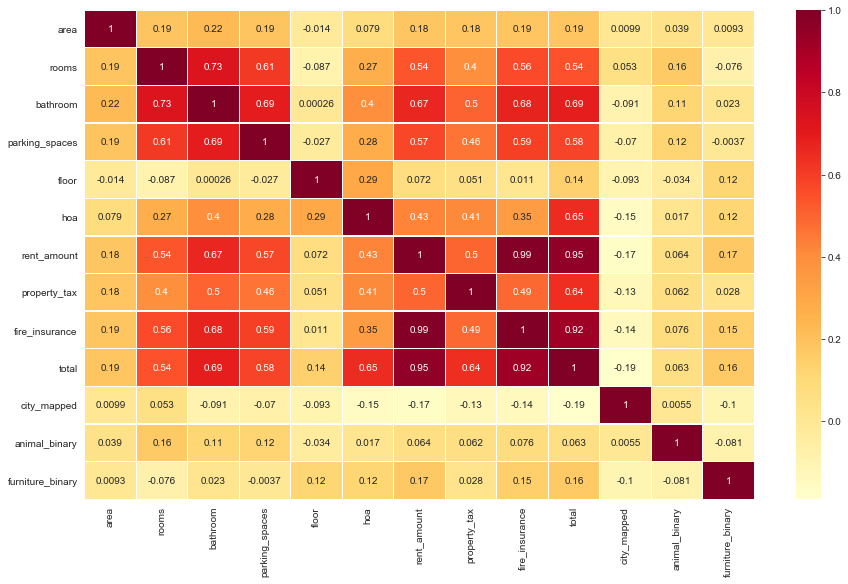 area 1 0.19 0.22 0.19 -0.014 0.079 0.18 0.18 0.19 0.19 0.0099 0.039 0.0093
rooms 0.19 1 0.73 0.61 -0.087 0.27 0.54 0.4 0.56 0.54 0.053 0.16 -0.076
bathroom 0.22 0.73 1 0.69 0.00026 0.4 0.67 0.5 0.68 0.69 -0.091 0.11 0.023
parking_spaces 0.19 0.61 0.69 1 -0.027 0.28 0.57 0.46 0.59 0.58 -0.07 0.12 -0.0037
floor -0.014 -0.087 0.00026 -0.027 1 0.29 0.072 0.051 0.011 0.14 -0.093 -0.034 0.12
hoa 0.079 0.27 0.4 0.28 0.29 1 0.43 0.41 0.35 0.65 -0.15 0.017 0.12
rent_amount 0.18 0.54 0.67 0.57 0.072 0.43 1 0.5 0.99 0.95 -0.17 0.064 0.17
property_tax 0.18 0.4 0.5 0.46 0.051 0.41 0.5 1 0.49 0.64 -0.13 0.062 0.028
fire_insurance 0.19 0.56 0.68 0.59 0.011 0.35 0.99 0.49 1 0.92 -0.14 0.076 0.15
total 0.19 0.54 0.69 0.58 0.14 0.65 0.95 0.64 0.92 1 -0.19 0.063 0.16
city_mapped 0.0099 0.053 -0.091 -0.07 -0.093 -0.15 -0.17 -0.13 -0.14 -0.19 1 0.0055 -0.1
animal_binary 0.039 0.16 0.11 0.12 -0.034 0.017 0.064 0.062 0.076 0.063 0.0055 1 -0.081
furniture_binary 0.0093 -0.076 0.023 -0.0037 0.12 0.12 0.17 0.028 0.15 0.16 -0.1 -0.081 1
area
rooms
bathroom
parking_spaces
floor
hoa
rent_amount
property_tax
fire_insurance
total
city_mapped
animal_binary
furniture_binary
1.0
0.8
0.6
0.4
0.2
0.0